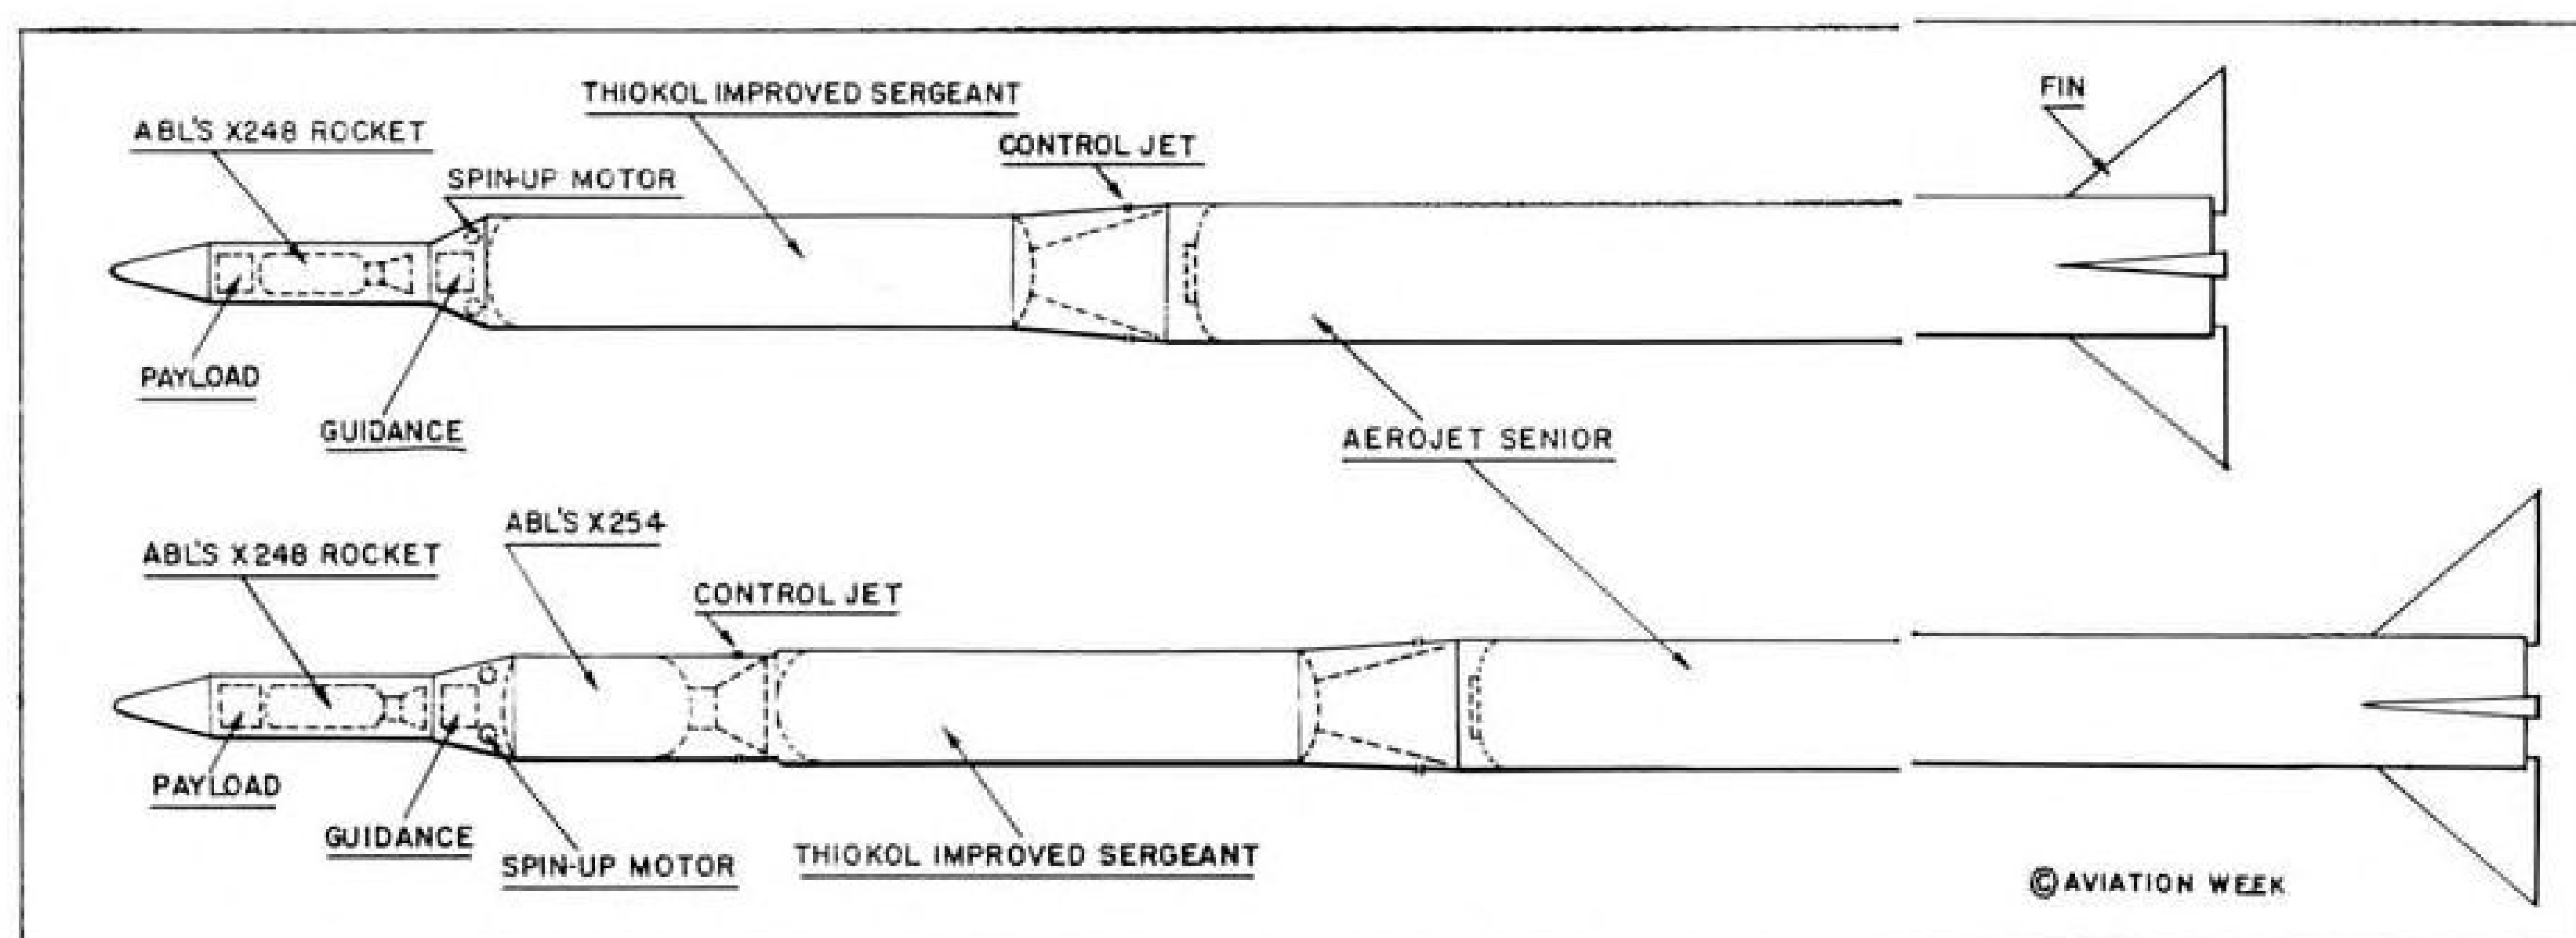 THIOKOL IMPROVED SERGEANT
FIN
ABL'S X248 ROCKET
CONTROL JET
SPIN-UP MOTOR
PAYLOAD
GUIDANCE
AEROJET SENIOR
ABL'S X254
ABL'S X248 ROCKET
CONTROL JET
PAYLOAD
GUIDANCE
SPIN-UP MOTOR
THIOKOL IMPROVED SERGEANT
©AVIATION WEEK